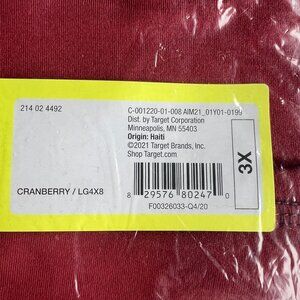 214 02 4492
C-001220-01-008 AIM21_01Y01-0199
Dist. by Target Corporation
Minneapolis, MN 55403
Origin: Haiti
©2021 Target Brands, Inc.
Shop Target.com
CRANBERRY / LG4X8
8 29576 80247 0
F00326033-Q4/20
3X